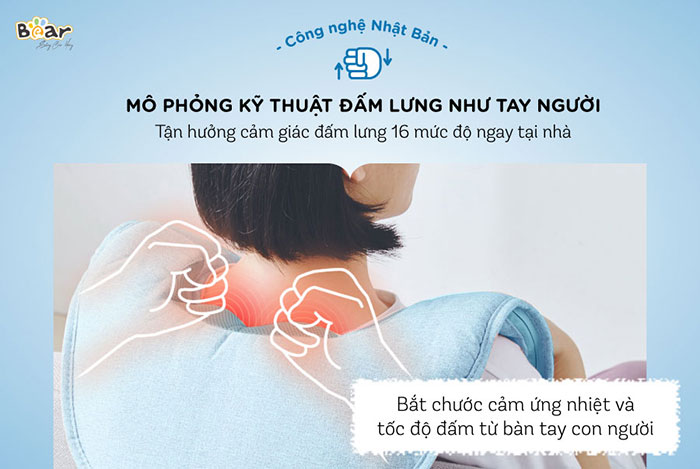 Bear
- Công nghệ Nhật Bản -
MÔ PHỎNG KỸ THUẬT ĐẤM LƯNG NHƯ TAY NGƯỜI
Tận hưởng cảm giác đấm lưng 16 mức độ ngay tại nhà
Bắt chước cảm ứng nhiệt và
tốc độ đấm từ bàn tay con người